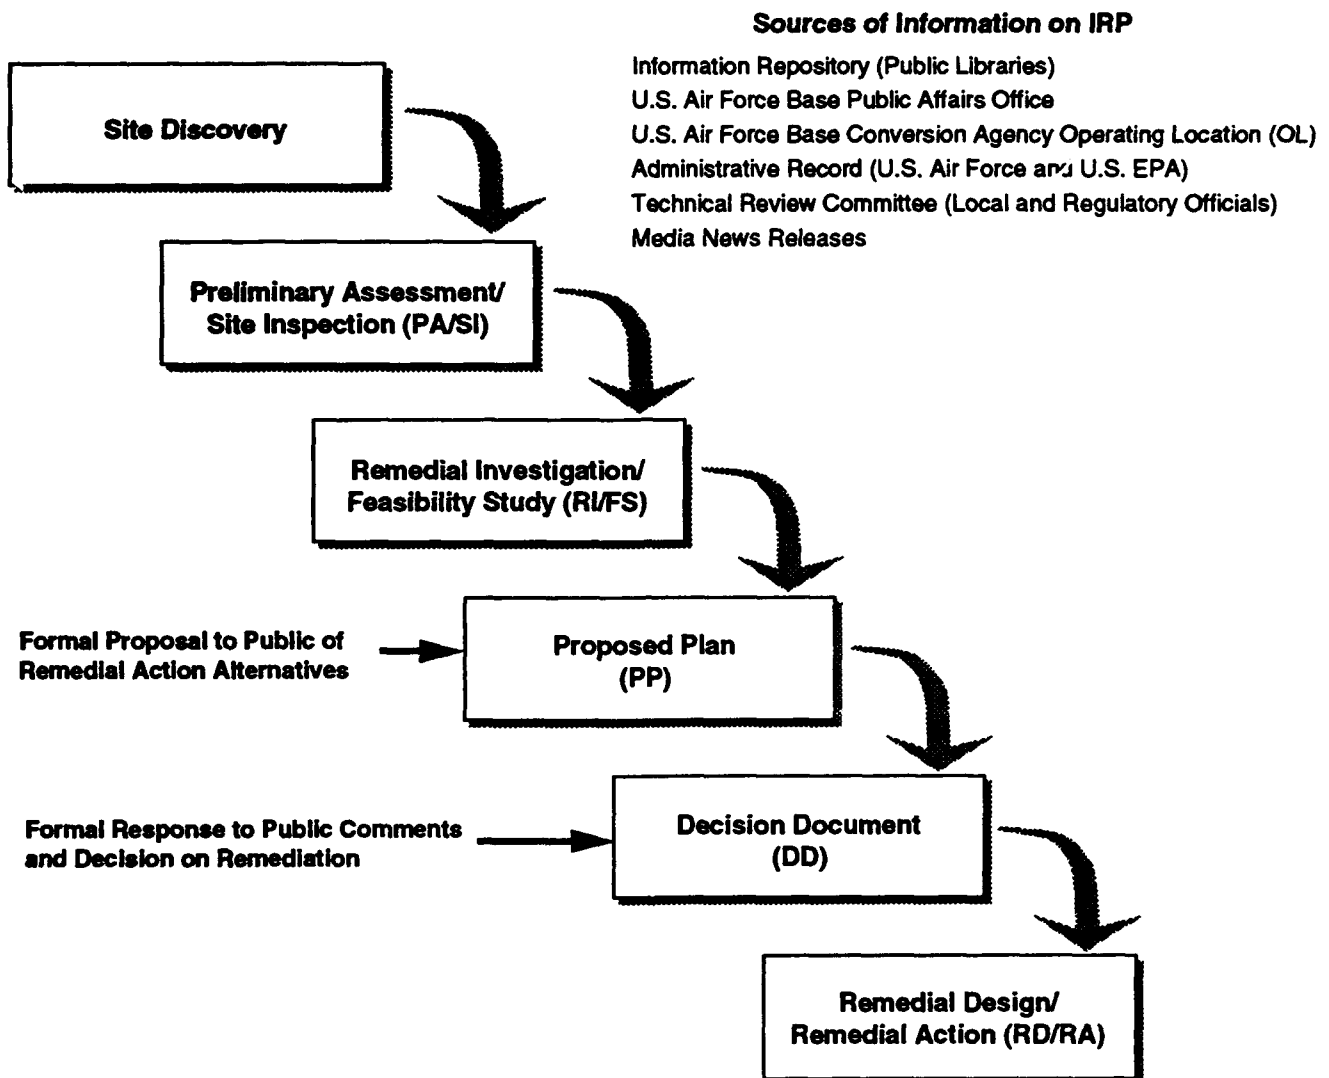 Sources of Information on IRP
Information Repository (Public Libraries)
U.S. Air Force Base Public Affairs Office
U.S. Air Force Base Conversion Agency Operating Location (OL)
Administrative Record (U.S. Air Force and U.S. EPA)
Technical Review Committee (Local and Regulatory Officials)
Media News Releases
Site Discovery
Preliminary Assessment/
Site Inspection (PA/SI)
Remedial Investigation/
Feasibility Study (RI/FS)
Formal Proposal to Public of
Remedial Action Alternatives
Proposed Plan
(PP)
Formal Response to Public Comments
and Decision on Remediation
Decision Document
(DD)
Remedial Design/
Remedial Action (RD/RA)